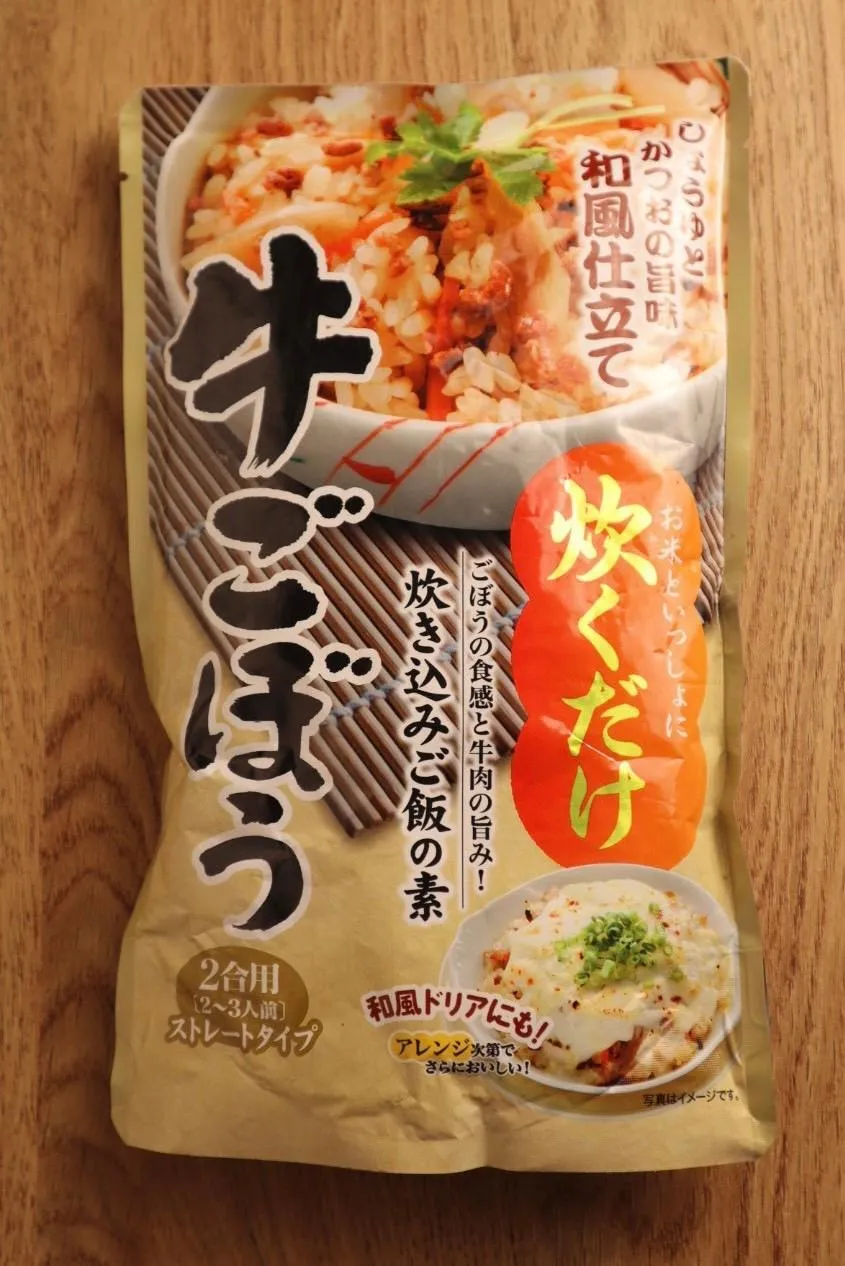 しょうゆと
かつおの旨味
和風仕立て
牛ごぼう
お米といっしょに
炊くだけ
ごぼうの食感と牛肉の旨み!
炊き込みご飯の素
2合用
[2〜3人前]
ストレートタイプ
和風ドリアにも!
アレンジ次第で
さらにおいしい!
写真はイメージです。